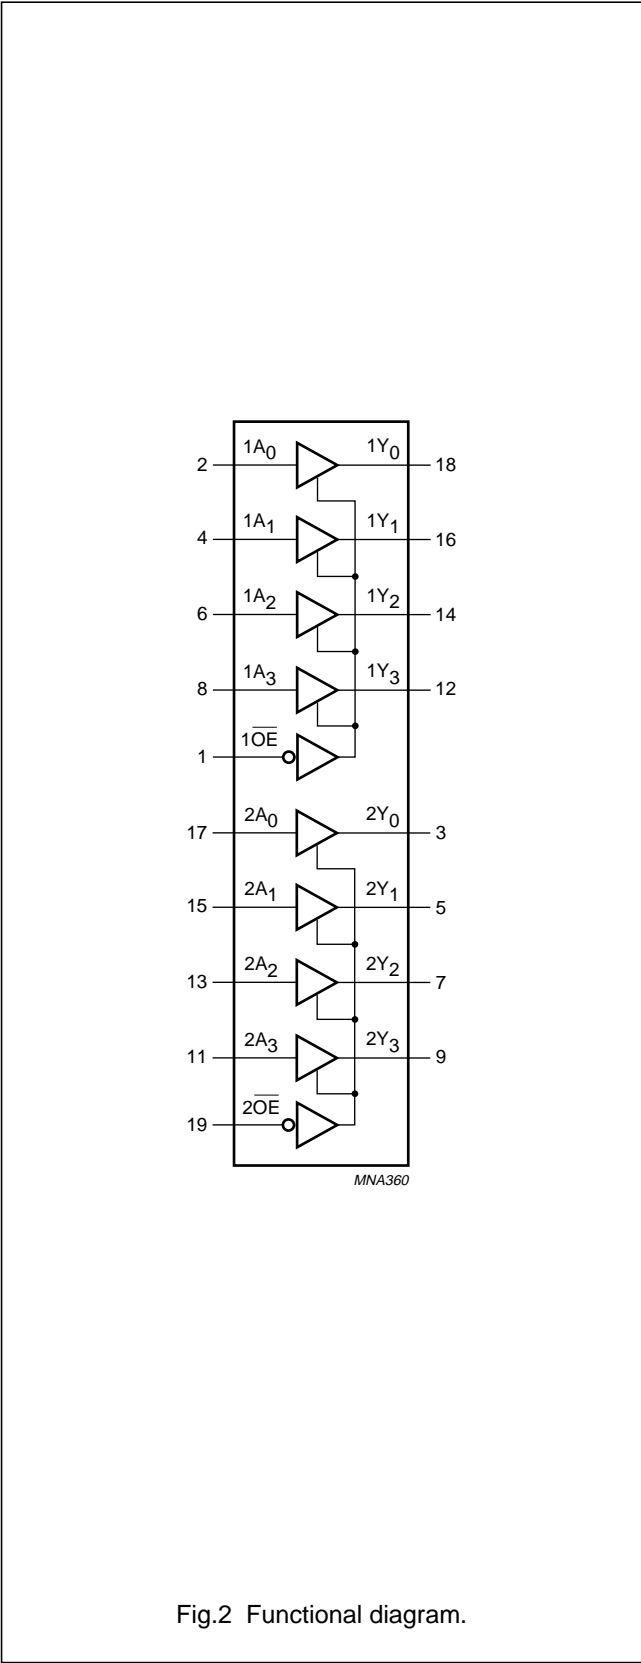 2 1A0 1Y0 18
4 1A1 1Y1 16
6 1A2 1Y2 14
8 1A3 1Y3 12
1 1O̅E̅
17 2A0 2Y0 3
15 2A1 2Y1 5
13 2A2 2Y2 7
11 2A3 2Y3 9
19 2O̅E̅
MNA360
Fig.2 Functional diagram.